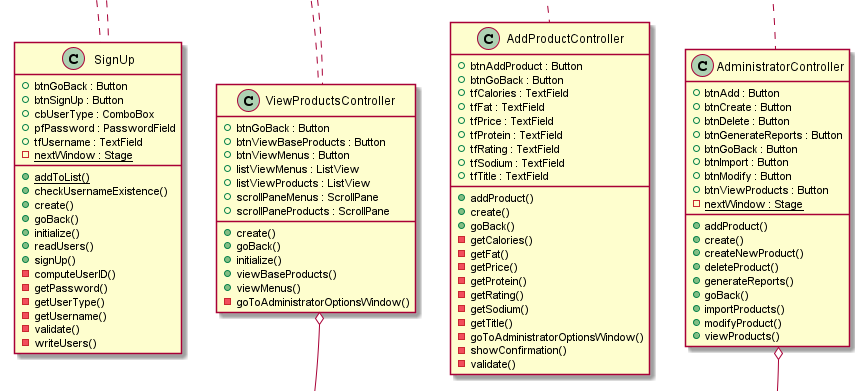 C SignUp
btnGoBack : Button
btnSignUp : Button
cbUserType : ComboBox
pfPassword : PasswordField
tfUsername : TextField
nextWindow : Stage
addToList()
checkUsernameExistence()
create()
goBack()
initialize()
readUsers()
signUp()
computeUserID()
getPassword()
getUserType()
getUsername()
validate()
writeUsers()
C ViewProductsController
btnGoBack : Button
btnViewBaseProducts : Button
btnViewMenus : Button
listViewMenus : ListView
listViewProducts : ListView
scrollPaneMenus : ScrollPane
scrollPaneProducts : ScrollPane
create()
goBack()
initialize()
viewBaseProducts()
viewMenus()
goToAdministratorOptionsWindow()
C AddProductController
btnAddProduct : Button
btnGoBack : Button
tfCalories : TextField
tfFat : TextField
tfPrice : TextField
tfProtein : TextField
tfRating : TextField
tfSodium : TextField
tfTitle : TextField
addProduct()
create()
goBack()
getCalories()
getFat()
getPrice()
getProtein()
getRating()
getSodium()
getTitle()
goToAdministratorOptionsWindow()
showConfirmation()
validate()
C AdministratorController
btnAdd : Button
btnCreate : Button
btnDelete : Button
btnGenerateReports : Button
btnGoBack : Button
btnImport : Button
btnModify : Button
btnViewProducts : Button
nextWindow : Stage
addProduct()
create()
createNewProduct()
deleteProduct()
generateReports()
goBack()
importProducts()
modifyProduct()
viewProducts()